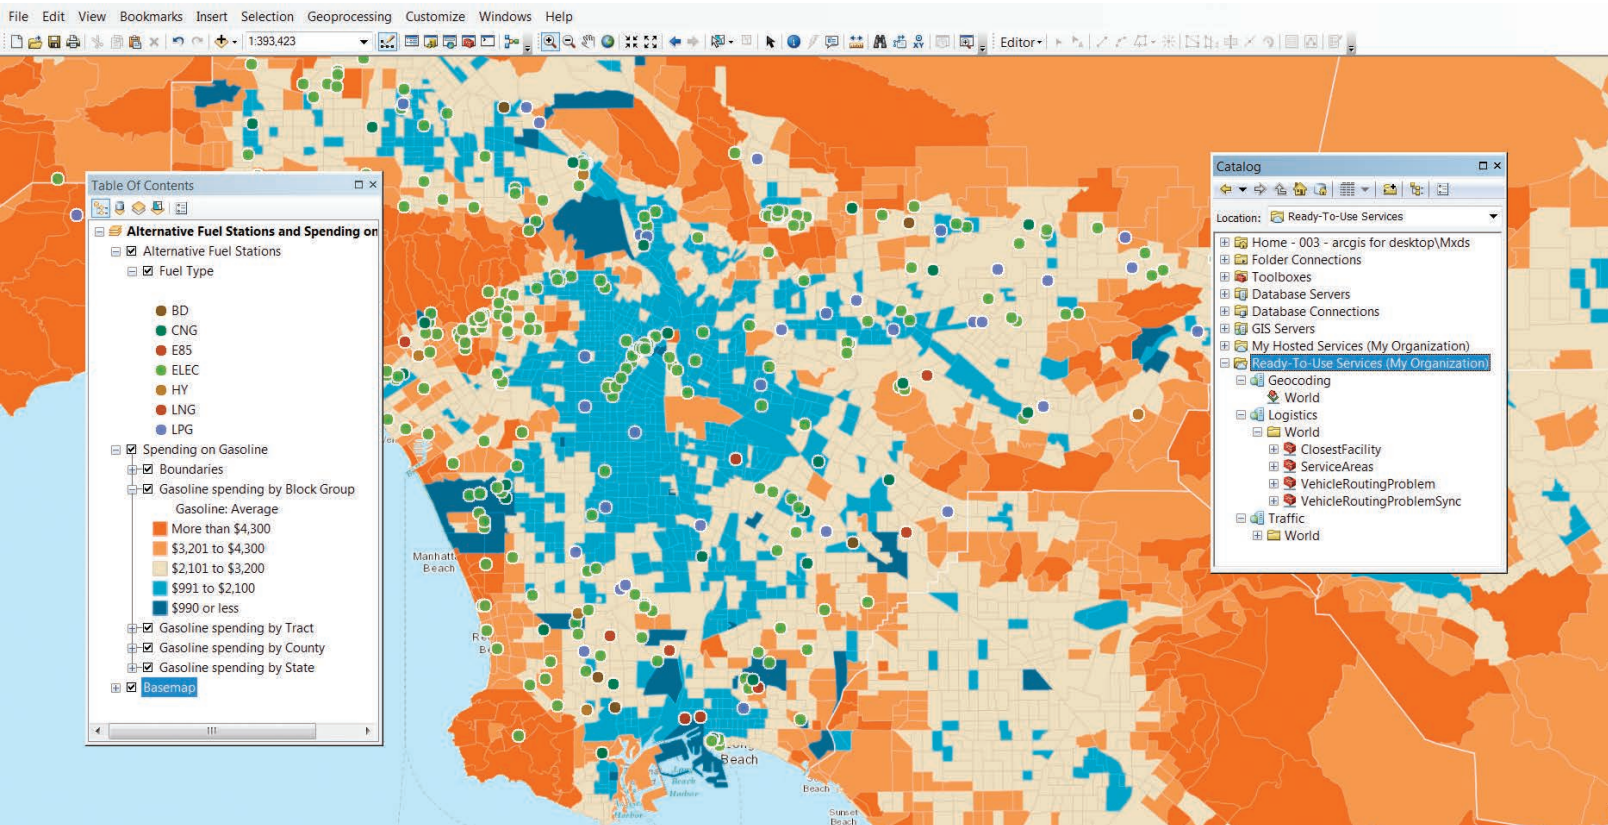 File Edit View Bookmarks Insert Selection Geoprocessing Customize Windows Help
1:393,423
Editor
Table Of Contents
Alternative Fuel Stations and Spending on
Alternative Fuel Stations
Fuel Type
BD
CNG
E85
ELEC
HY
LNG
LPG
Spending on Gasoline
Boundaries
Gasoline spending by Block Group
Gasoline: Average
More than $4,300
$3,201 to $4,300
$2,101 to $3,200
$991 to $2,100
$990 or less
Gasoline spending by Tract
Gasoline spending by County
Gasoline spending by State
Basemap
Catalog
Location: Ready-To-Use Services
Home - 003 - arcgis for desktop\Mxds
Folder Connections
Toolboxes
Database Servers
Database Connections
GIS Servers
My Hosted Services (My Organization)
Ready-To-Use Services (My Organization)
Geocoding
World
Logistics
World
ClosestFacility
ServiceAreas
VehicleRoutingProblem
VehicleRoutingProblemSync
Traffic
World
Beach
Beach
Long
Beach
Harbor
Beach
Sunset
Beach